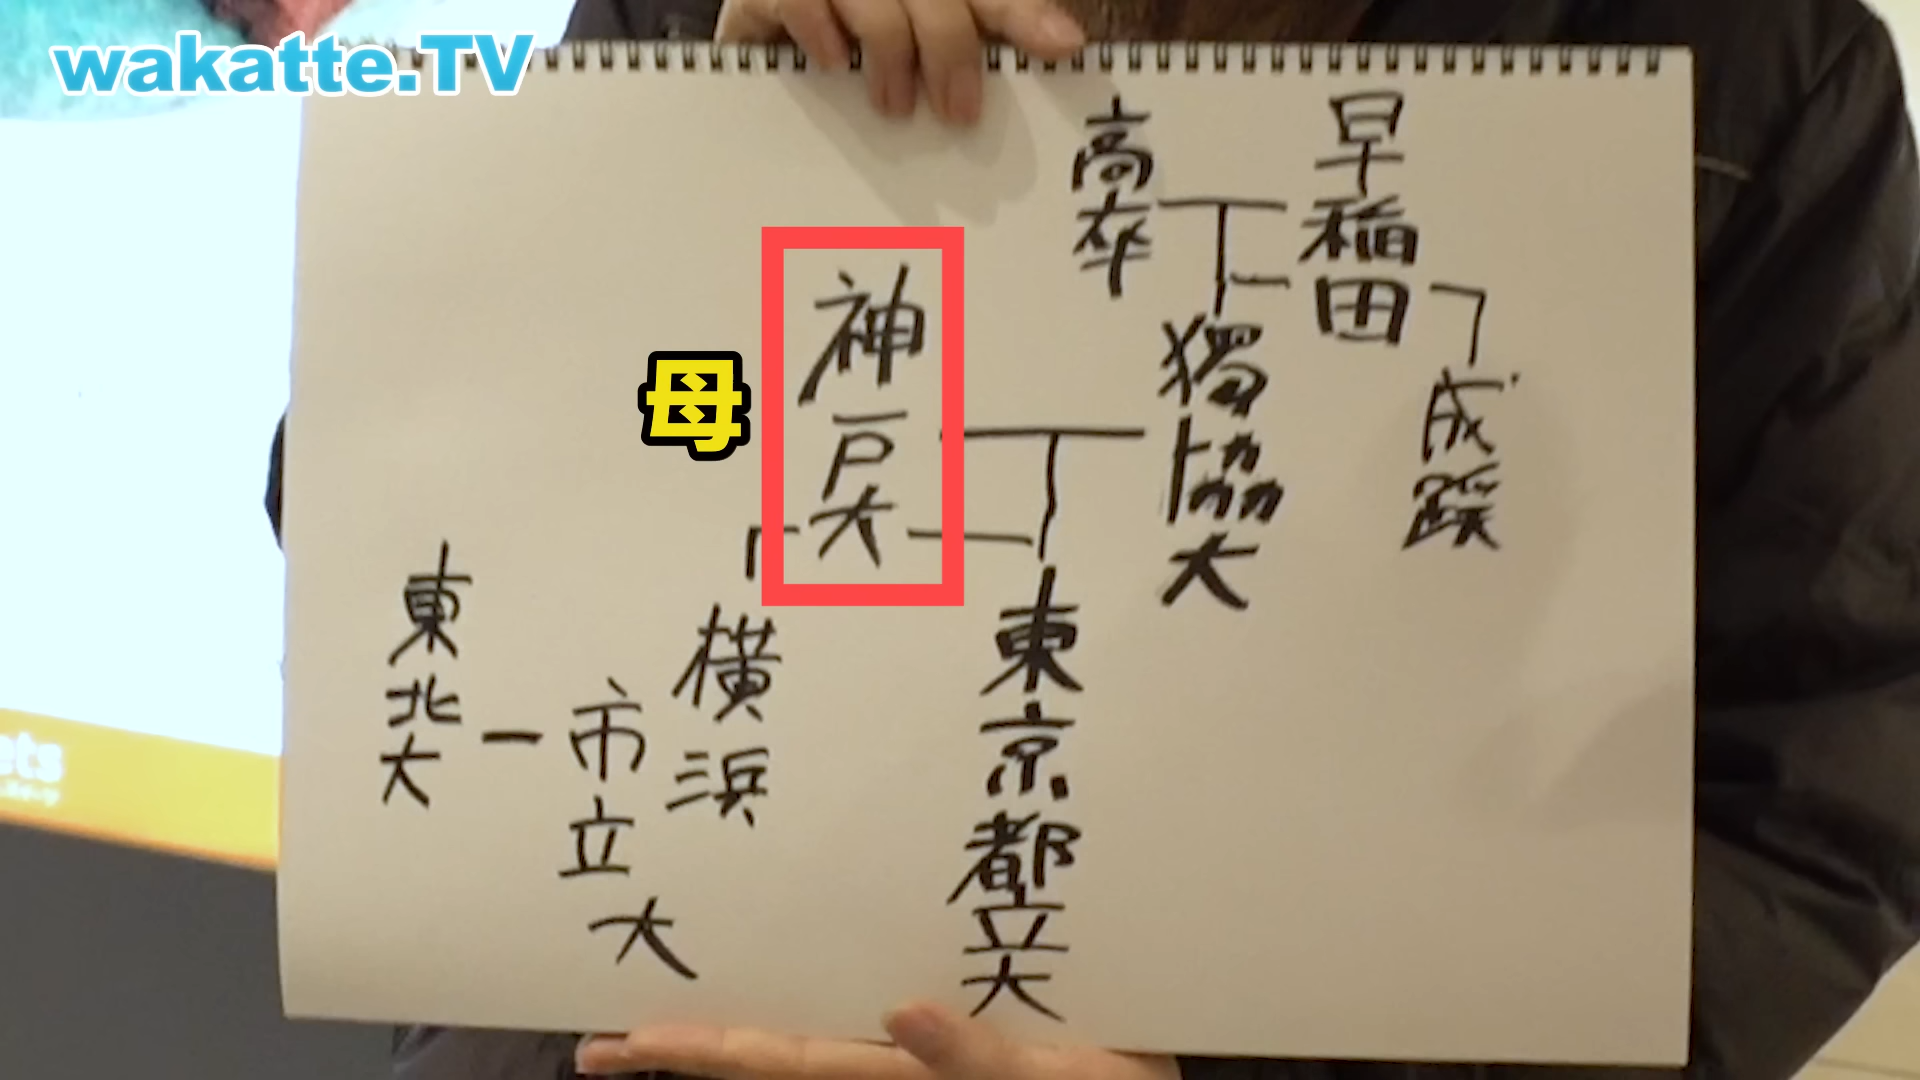 wakatte.TV
早稲田
高卒
成蹊
獨協大
神戸大
母
東京都立大
横浜
市立大
東北大
ets